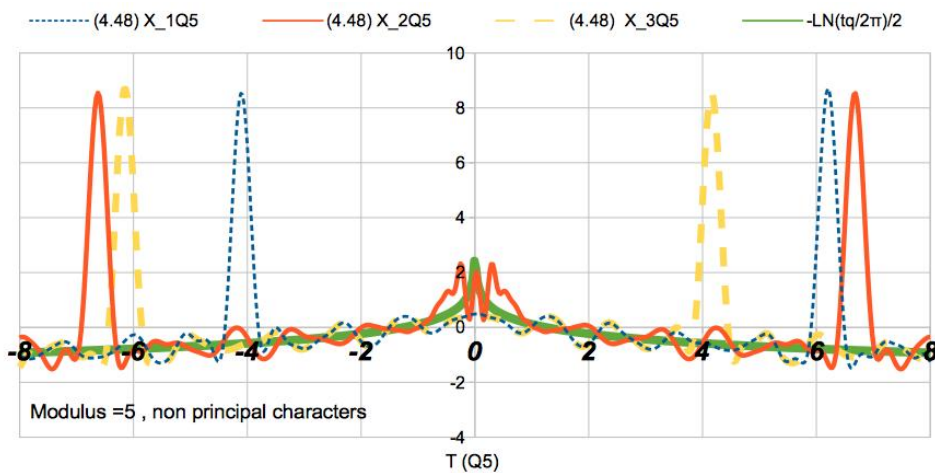 (4.48) X_1Q5 (4.48) X_2Q5 (4.48) X_3Q5 -LN(tq/2π)/2
10
8
6
4
2
0
-8 -6 -4 -2 0 2 4 6 8
-2
Modulus =5 , non principal characters
-4
T (Q5)